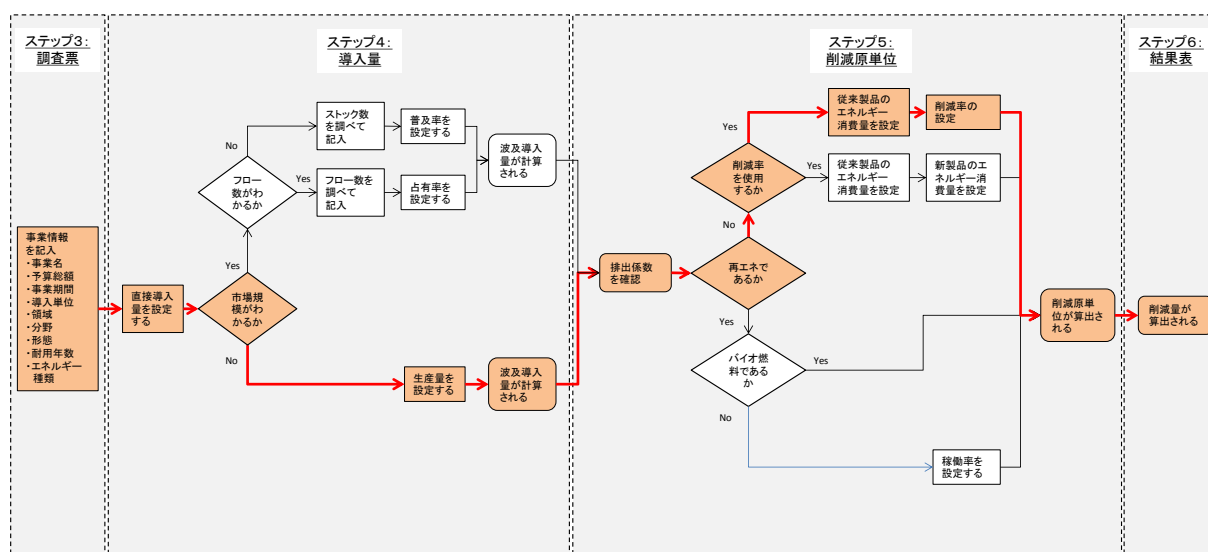 ステップ3:
調査票
ステップ4:
導入量
ステップ5:
削減原単位
ステップ6:
結果表
事業情報
を記入
・事業名
・予算総額
・事業期間
・導入単位
・領域
・分野
・形態
・耐用年数
・エネルギー
種類
直接導入
量を設定
する
市場規
模がわ
かるか
Yes
No
フロー
数がわ
かるか
No
Yes
ストック数
を調べて
記入
普及率を
設定する
フロー数を
調べて
記入
占有率を
設定する
波及導入
量が計算
される
生産量を
設定する
波及導入
量が計算
される
排出係数
を確認
再エネで
あるか
No
Yes
削減率
を使用
するか
Yes
Yes
従来製品の
エネルギー
消費量を設定
削減率の
設定
従来製品の
エネルギー
消費量を設定
新製品のエ
ネルギー消
費量を設定
バイオ燃
料である
か
Yes
No
稼働率を
設定する
削減原単
位が算出さ
れる
削減量が
算出される